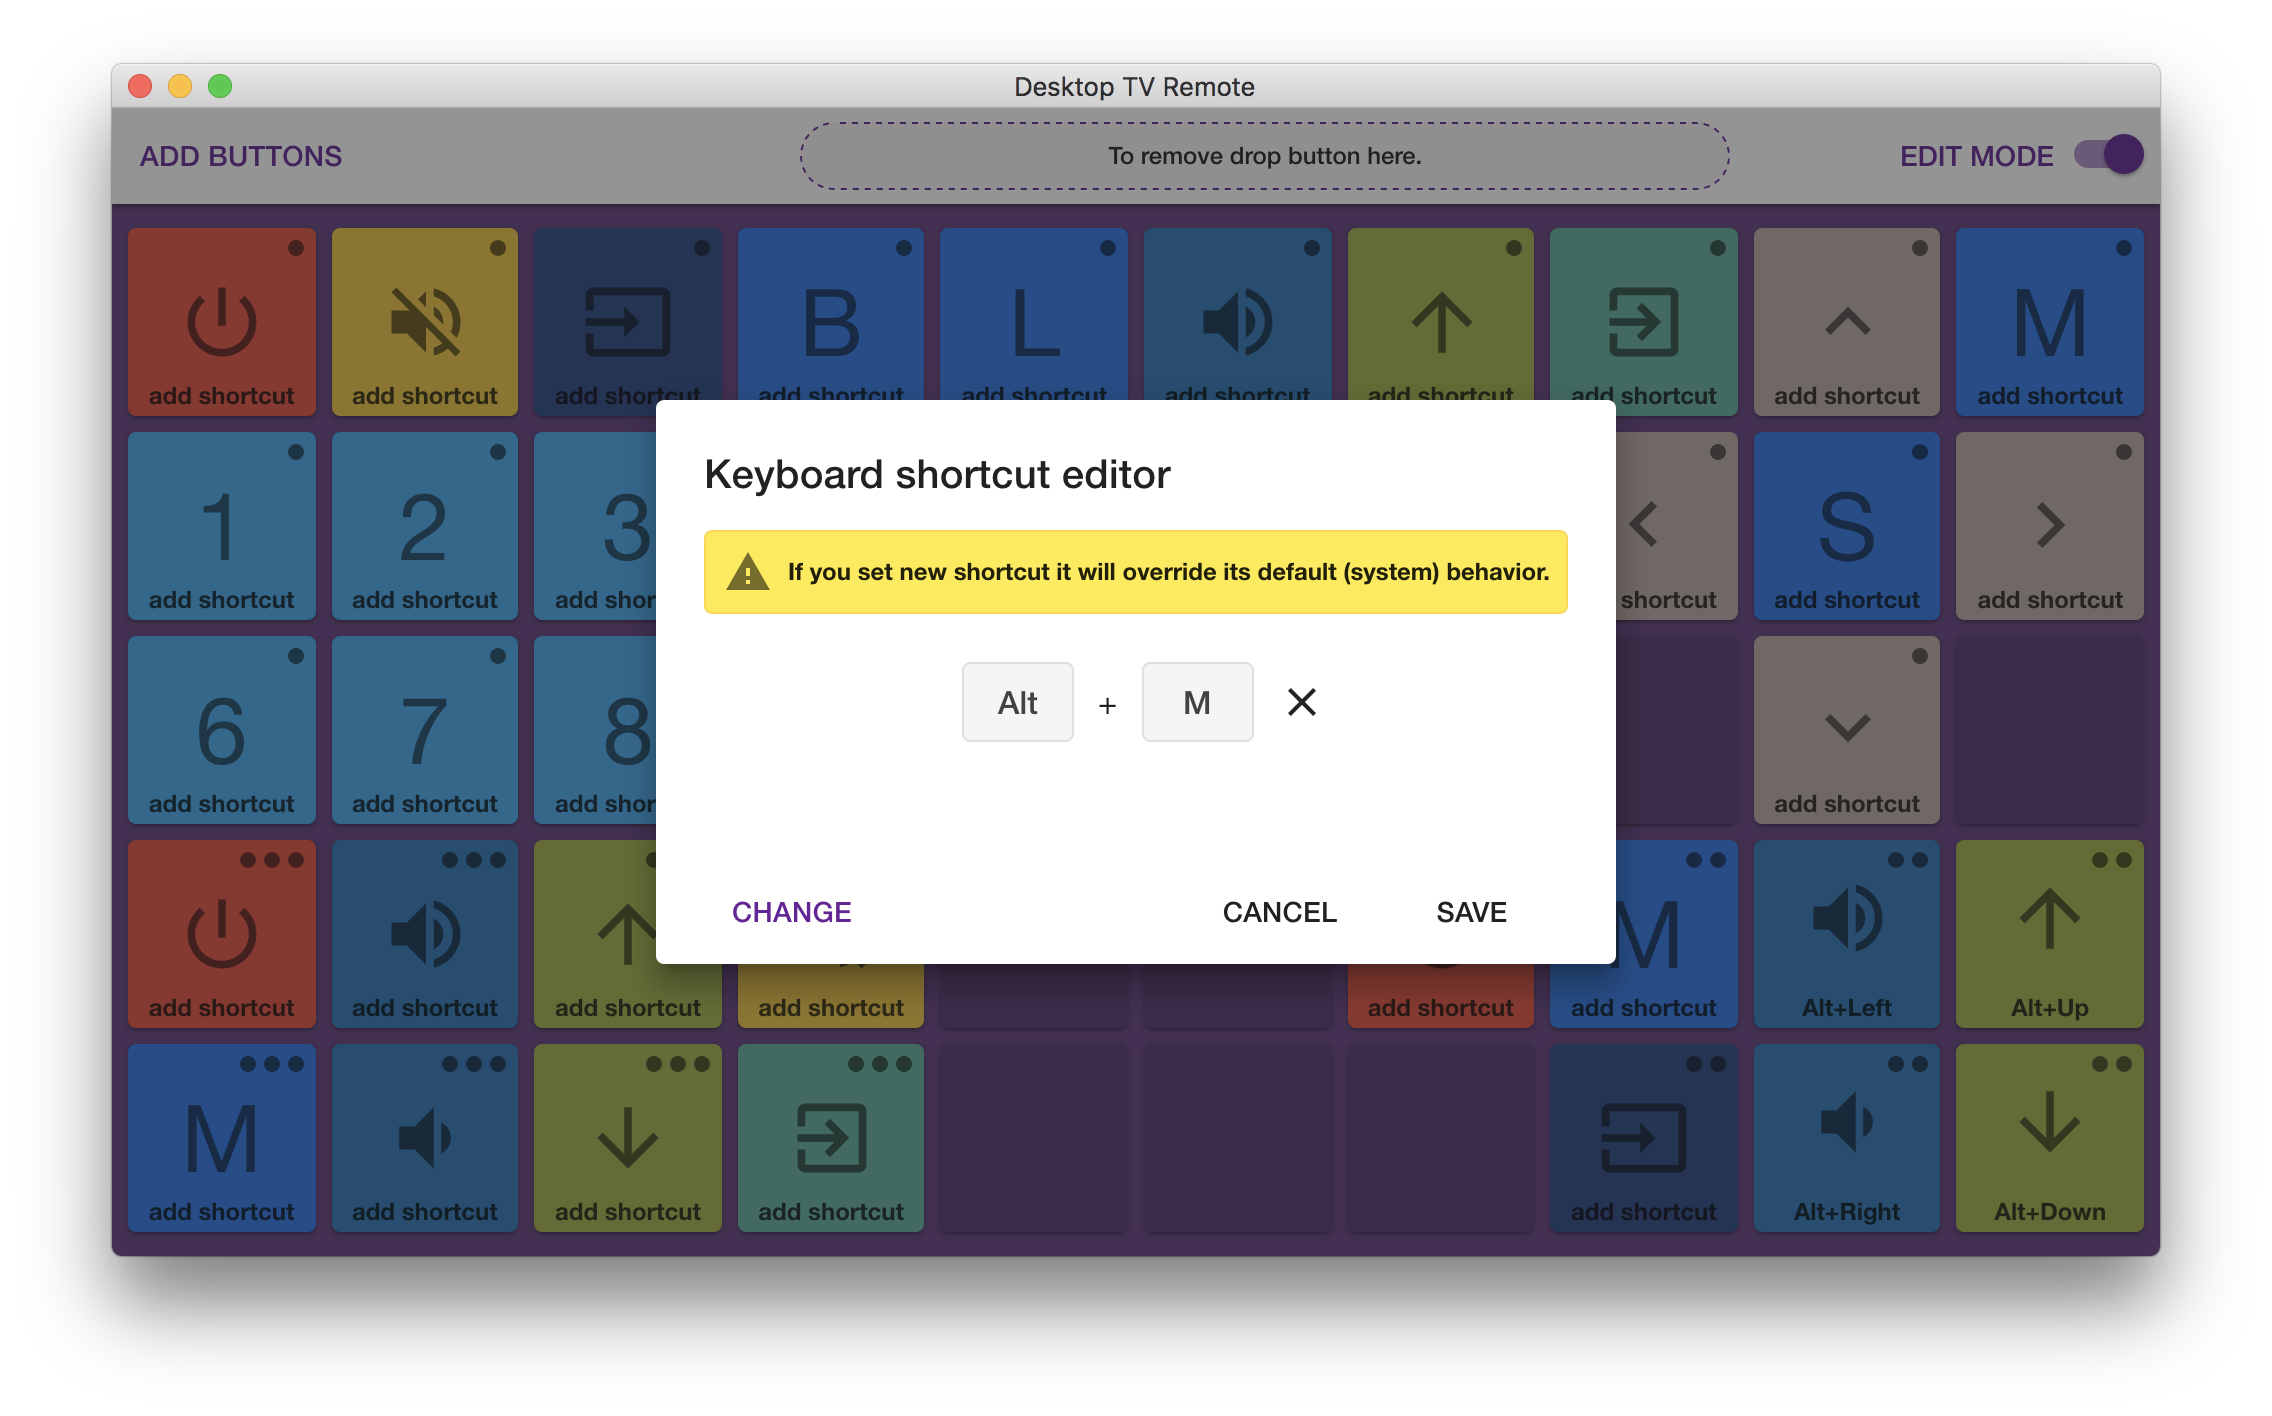 Desktop TV Remote
ADD BUTTONS
To remove drop button here.
EDIT MODE
B
L
M
add shortcut
add shortcut
add shortcut
add shortcut
add shortcut
add shortcut
add shortcut
add shortcut
add shortcut
add shortcut
1
2
3
S
add shortcut
add shortcut
add shor
shortcut
add shortcut
add shortcut
6
7
8
add shortcut
add shortcut
add shor
add shortcut
Keyboard shortcut editor
If you set new shortcut it will override its default (system) behavior.
Alt + M
CHANGE
CANCEL
SAVE
M
add shortcut
add shortcut
add shortcut
add shortcut
add shortcut
add shortcut
Alt+Left
Alt+Up
M
add shortcut
add shortcut
add shortcut
add shortcut
add shortcut
Alt+Right
Alt+Down